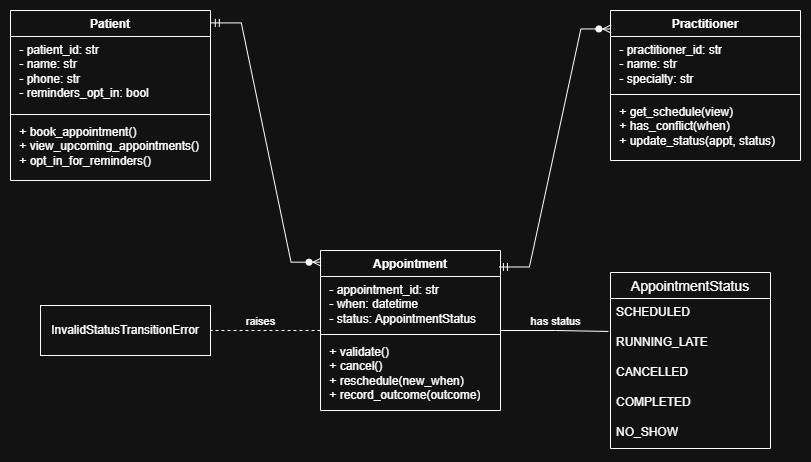 Patient
- patient_id: str
- name: str
- phone: str
- reminders_opt_in: bool
+ book_appointment()
+ view_upcoming_appointments()
+ opt_in_for_reminders()
Practitioner
- practitioner_id: str
- name: str
- specialty: str
+ get_schedule(view)
+ has_conflict(when)
+ update_status(appt, status)
Appointment
- appointment_id: str
- when: datetime
- status: AppointmentStatus
+ validate()
+ cancel()
+ reschedule(new_when)
+ record_outcome(outcome)
InvalidStatusTransitionError
raises
has status
AppointmentStatus
SCHEDULED
RUNNING_LATE
CANCELLED
COMPLETED
NO_SHOW